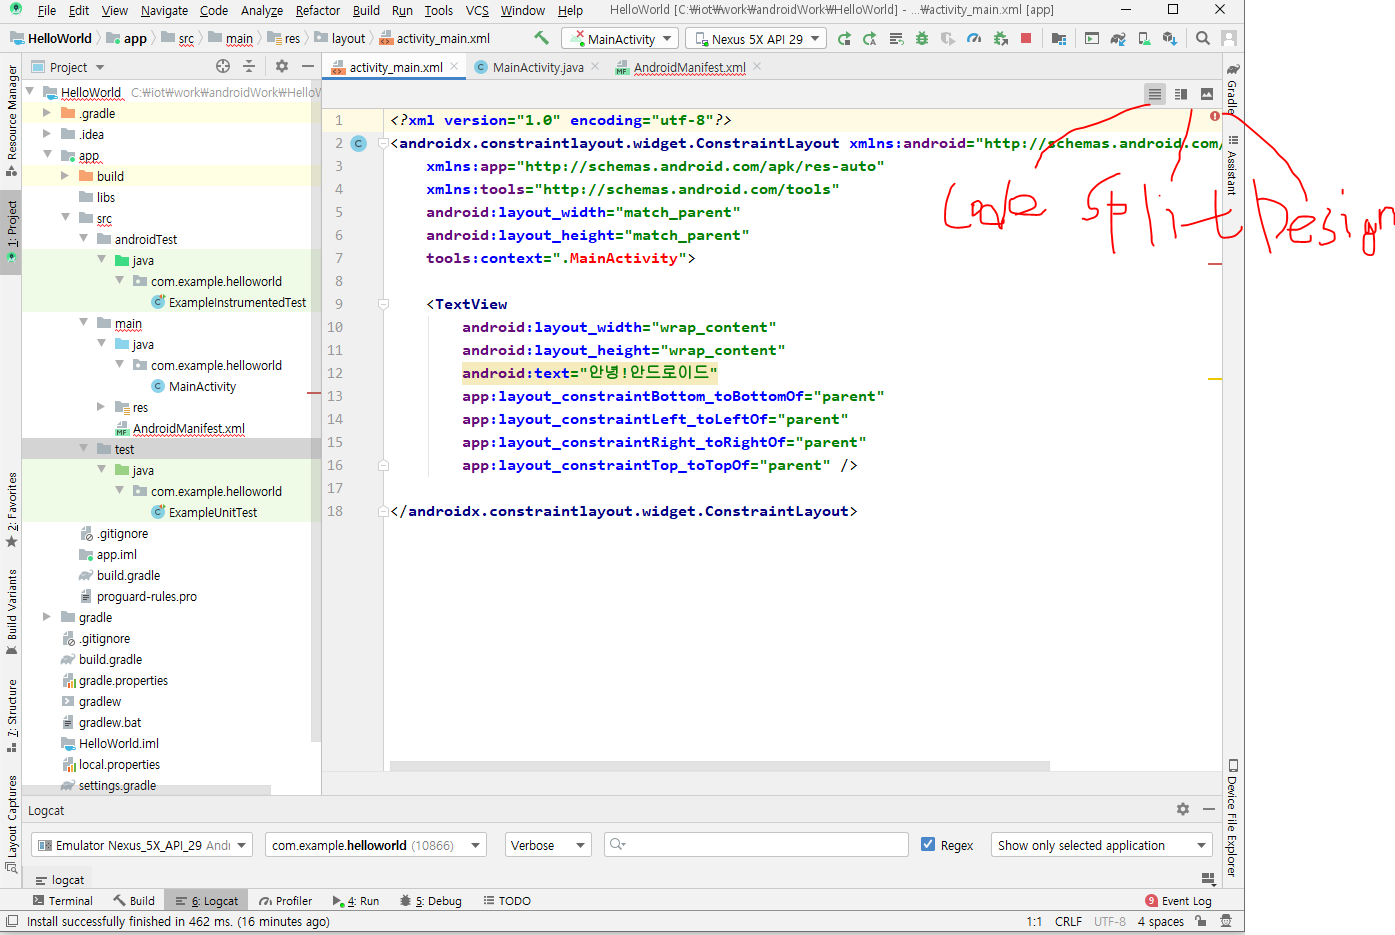 File Edit View Navigate Code Analyze Refactor Build Run Tools VCS Window Help HelloWorld [C:₩iot₩work₩androidWork₩HelloWorld] - ...₩activity_main.xml [app]
HelloWorld app src main res layout activity_main.xml MainActivity Nexus 5X API 29
Project activity_main.xml MainActivity.java AndroidManifest.xml
Resource Manager
1: Project
2: Favorites
Build Variants
7: Structure
Layout Captures
HelloWorld C:₩iot₩work₩androidWork₩HelloW
.gradle
.idea
app
build
libs
src
androidTest
java
com.example.helloworld
ExampleInstrumentedTest
main
java
com.example.helloworld
MainActivity
res
AndroidManifest.xml
test
java
com.example.helloworld
ExampleUnitTest
.gitignore
app.iml
build.gradle
proguard-rules.pro
gradle
.gitignore
build.gradle
gradle.properties
gradlew
gradlew.bat
HelloWorld.iml
local.properties
settings.gradle
1 <?xml version="1.0" encoding="utf-8"?>
2 <androidx.constraintlayout.widget.ConstraintLayout xmlns:android="http://schemas.android.com/
3 xmlns:app="http://schemas.android.com/apk/res-auto"
4 xmlns:tools="http://schemas.android.com/tools"
5 android:layout_width="match_parent"
6 android:layout_height="match_parent"
7 tools:context=".MainActivity">
8
9 <TextView
10 android:layout_width="wrap_content"
11 android:layout_height="wrap_content"
12 android:text="안녕!안드로이드"
13 app:layout_constraintBottom_toBottomOf="parent"
14 app:layout_constraintLeft_toLeftOf="parent"
15 app:layout_constraintRight_toRightOf="parent"
16 app:layout_constraintTop_toTopOf="parent" />
17
18 </androidx.constraintlayout.widget.ConstraintLayout>
Code Split Design
Gradle
Assistant
Device File Explorer
Logcat
Emulator Nexus_5X_API_29 Andr com.example.helloworld (10866) Verbose Regex Show only selected application
logcat
Terminal Build 6: Logcat Profiler 4: Run 5: Debug TODO 9 Event Log
Install successfully finished in 462 ms. (16 minutes ago) 1:1 CRLF UTF-8 4 spaces